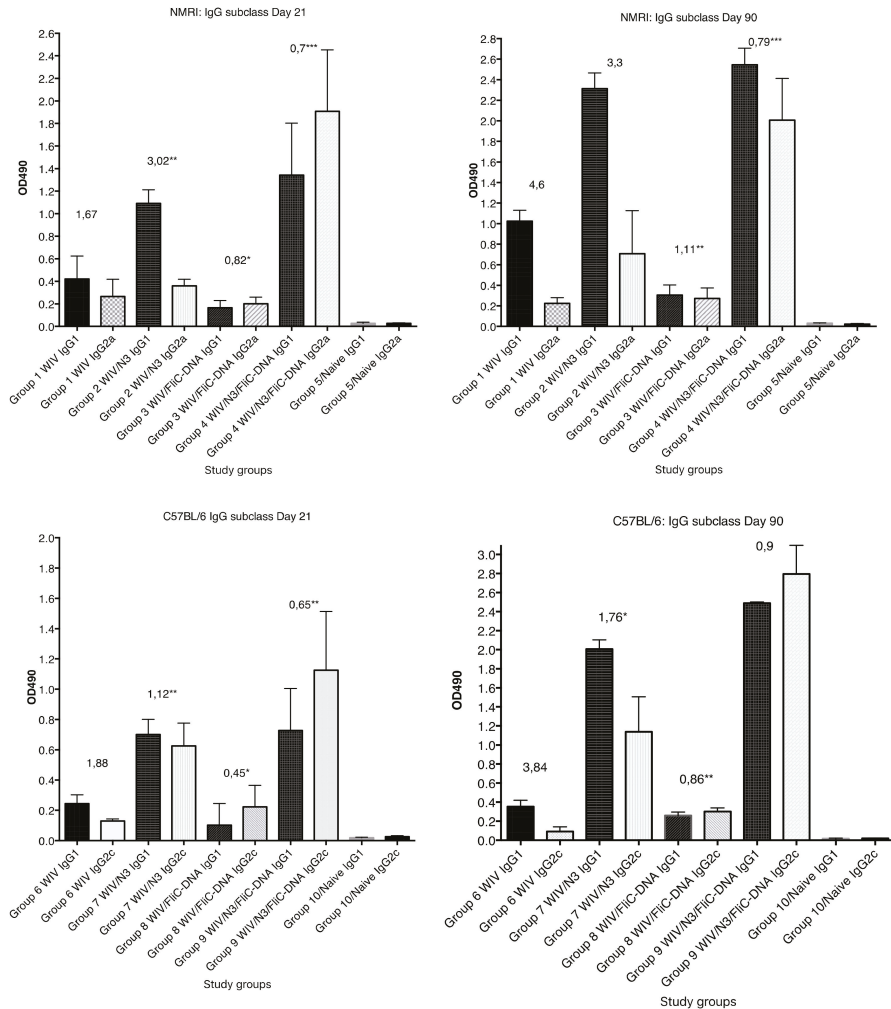 NMRI: IgG subclass Day 21
OD490
2.6
2.4
2.2
2.0
1.8
1.6
1.4
1.2
1.0
0.8
0.6
0.4
0.2
0.0
1,67
3,02**
0,82*
0,7***
Group 1 WIV IgG1
Group 1 WIV IgG2a
Group 2 WIV/N3 IgG1
Group 2 WIV/N3 IgG2a
Group 3 WIV/FliC-DNA IgG1
Group 3 WIV/FliC-DNA IgG2a
Group 4 WIV/N3/FliC-DNA IgG1
Group 4 WIV/N3/FliC-DNA IgG2a
Group 5/Naive IgG1
Group 5/Naive IgG2a
Study groups
NMRI: IgG subclass Day 90
OD490
2.8
2.6
2.4
2.2
2.0
1.8
1.6
1.4
1.2
1.0
0.8
0.6
0.4
0.2
0.0
4,6
3,3
1,11**
0,79***
Group 1 WIV IgG1
Group 1 WIV IgG2a
Group 2 WIV/N3 IgG1
Group 2 WIV/N3 IgG2a
Group 3 WIV/FliC-DNA IgG1
Group 3 WIV/FliC-DNA IgG2a
Group 4 WIV/N3/FliC-DNA IgG1
Group 4 WIV/N3/FliC-DNA IgG2a
Group 5/Naive IgG1
Group 5/Naive IgG2a
Study groups
C57BL/6 IgG subclass Day 21
OD490
2.0
1.8
1.6
1.4
1.2
1.0
0.8
0.6
0.4
0.2
0.0
1,88
1,12**
0,45*
0,65**
Group 6 WIV IgG1
Group 6 WIV IgG2c
Group 7 WIV/N3 IgG1
Group 7 WIV/N3 IgG2c
Group 8 WIV/FliC-DNA IgG1
Group 8 WIV/FliC-DNA IgG2c
Group 9 WIV/N3/FliC-DNA IgG1
Group 9 WIV/N3/FliC-DNA IgG2c
Group 10/Naive IgG1
Group 10/Naive IgG2c
Study groups
C57BL/6: IgG subclass Day 90
OD490
3.0
2.8
2.6
2.4
2.2
2.0
1.8
1.6
1.4
1.2
1.0
0.8
0.6
0.4
0.2
0.0
3,84
1,76*
0,86**
0,9
Group 6 WIV IgG1
Group 6 WIV IgG2c
Group 7 WIV/N3 IgG1
Group 7 WIV/N3 IgG2c
Group 8 WIV/FliC-DNA IgG1
Group 8 WIV/FliC-DNA IgG2c
Group 9 WIV/N3/FliC-DNA IgG1
Group 9 WIV/N3/FliC-DNA IgG2c
Group 10/Naive IgG1
Group 10/Naive IgG2c
Study groups